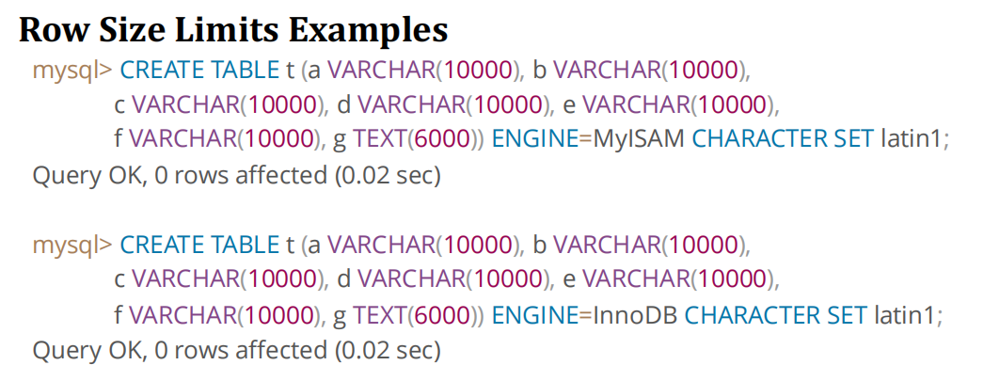 Row Size Limits Examples
mysql> CREATE TABLE t (a VARCHAR(10000), b VARCHAR(10000),
c VARCHAR(10000), d VARCHAR(10000), e VARCHAR(10000),
f VARCHAR(10000), g TEXT(6000)) ENGINE=MyISAM CHARACTER SET latin1;
Query OK, 0 rows affected (0.02 sec)
mysql> CREATE TABLE t (a VARCHAR(10000), b VARCHAR(10000),
c VARCHAR(10000), d VARCHAR(10000), e VARCHAR(10000),
f VARCHAR(10000), g TEXT(6000)) ENGINE=InnoDB CHARACTER SET latin1;
Query OK, 0 rows affected (0.02 sec)